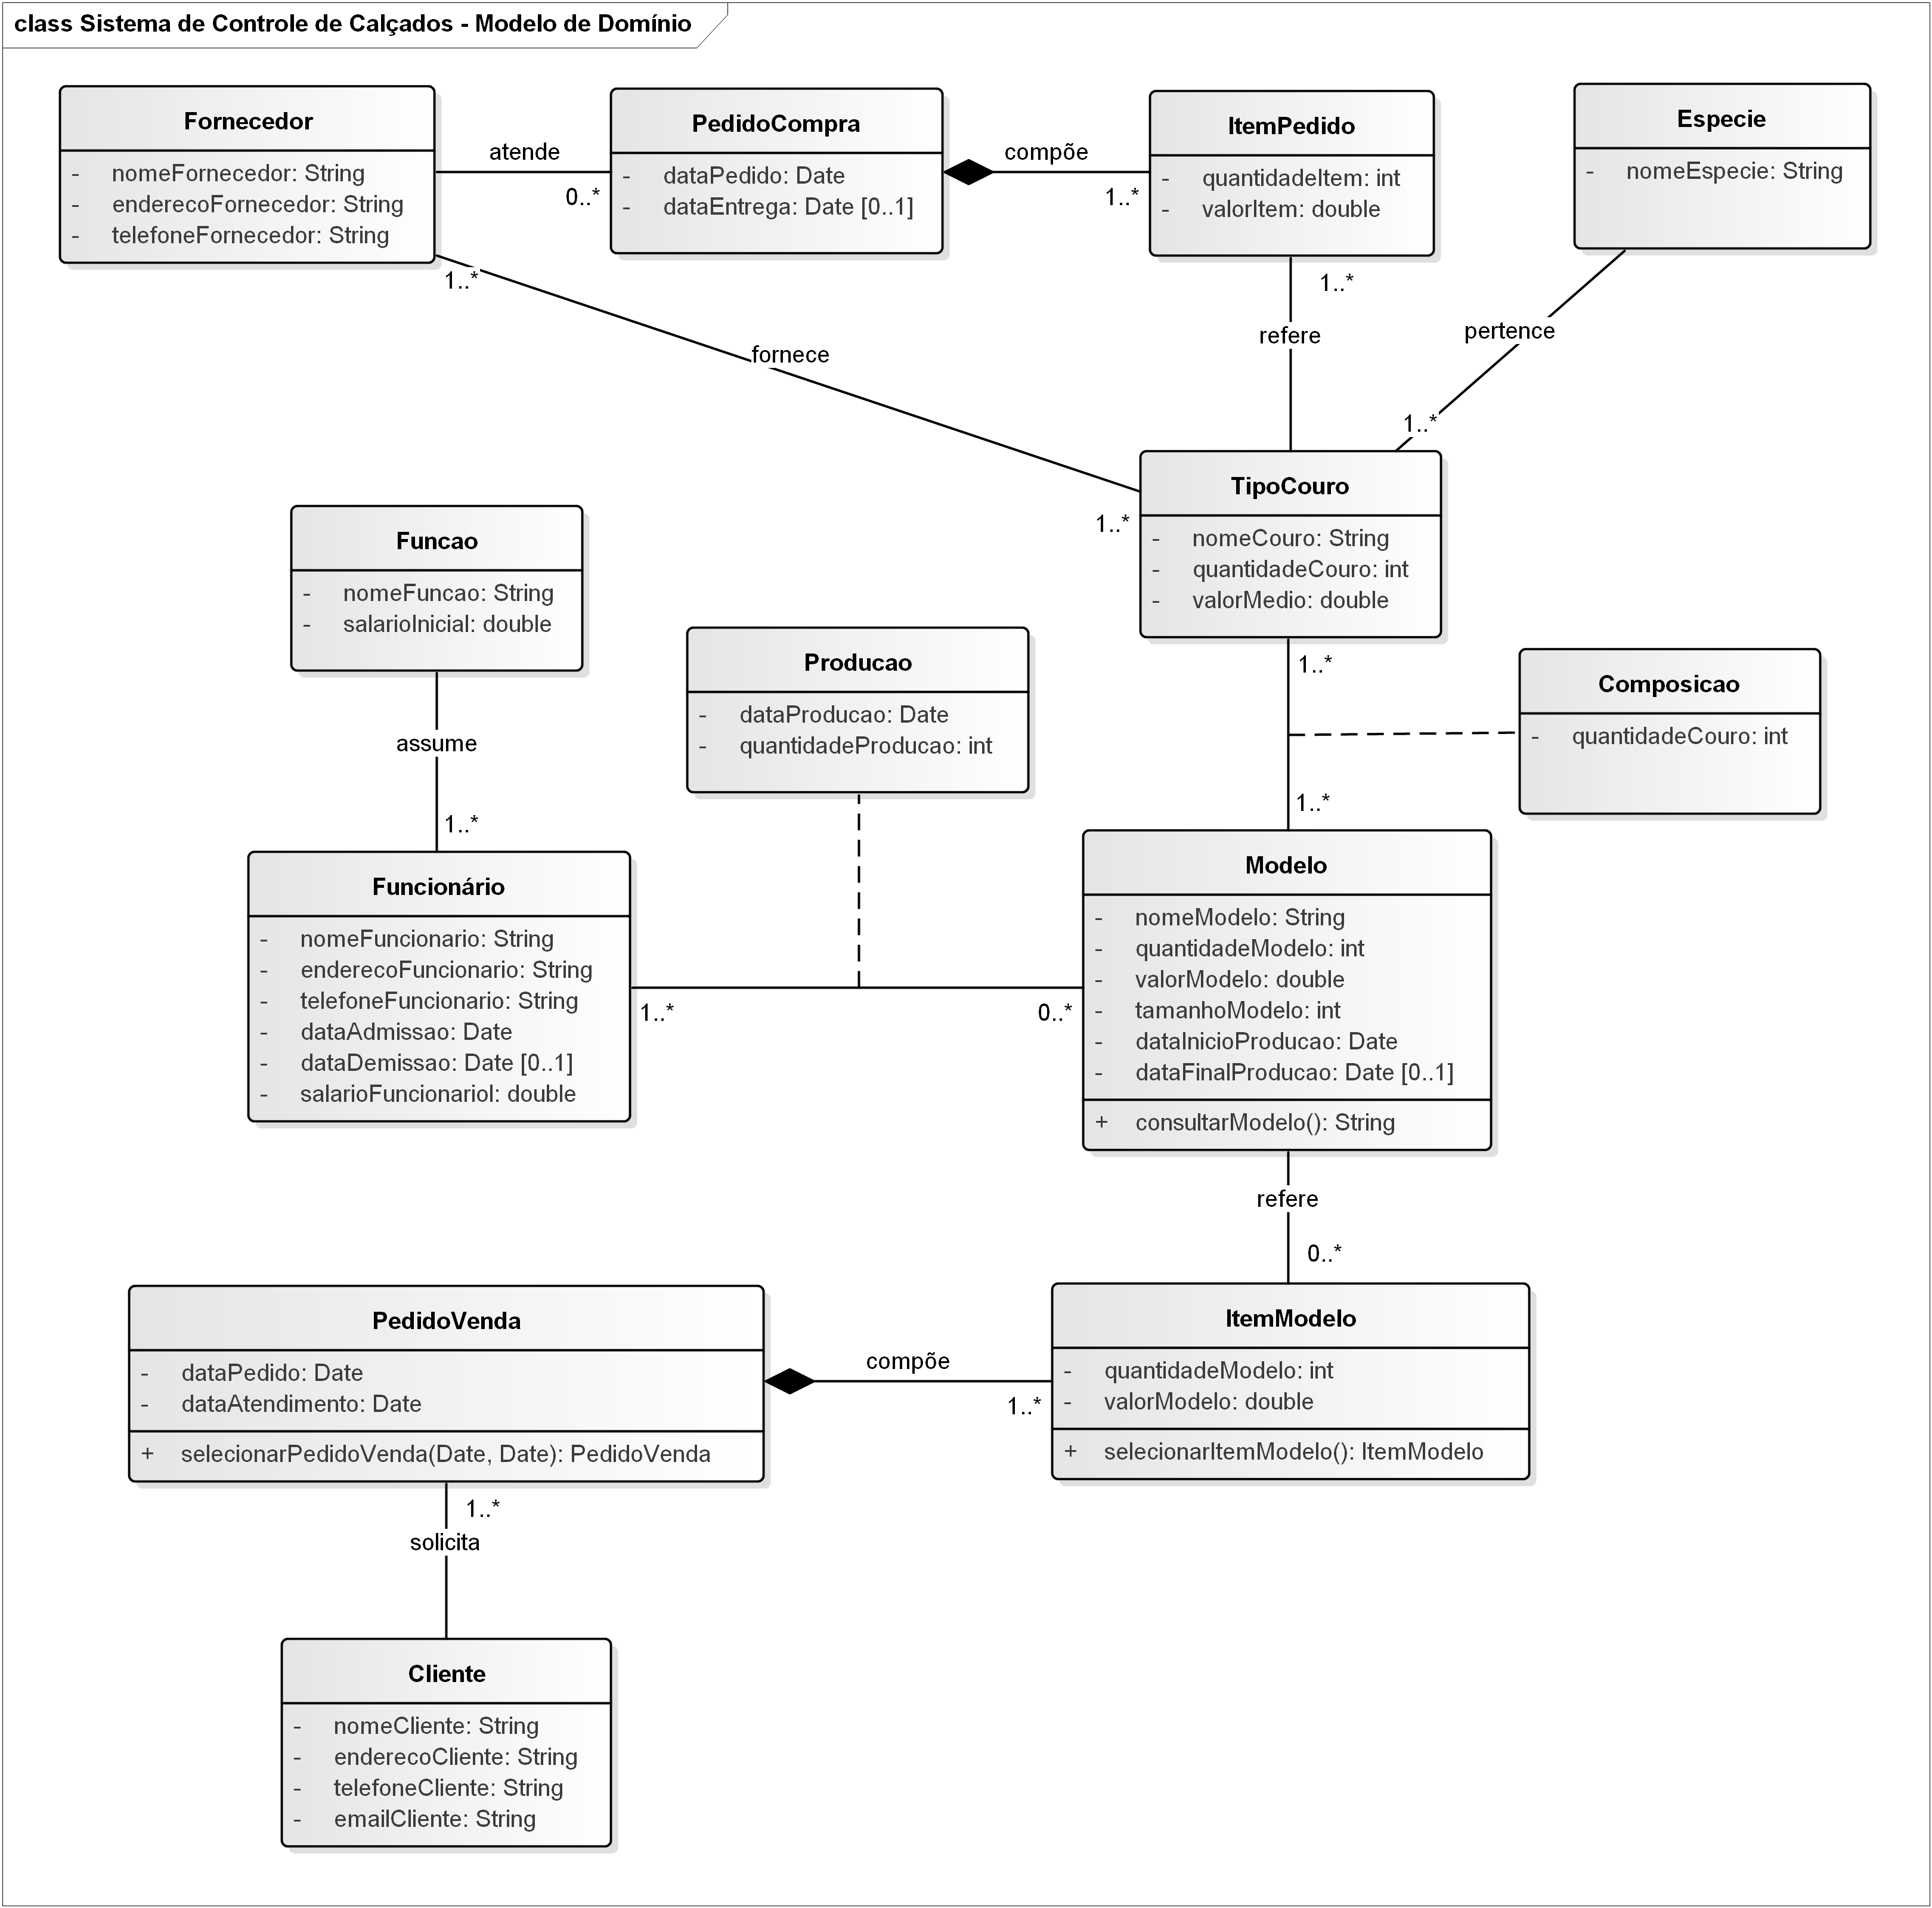 class Sistema de Controle de Calçados - Modelo de Domínio
Fornecedor
- nomeFornecedor: String
- enderecoFornecedor: String
- telefoneFornecedor: String
atende
0..*
PedidoCompra
- dataPedido: Date
- dataEntrega: Date [0..1]
compõe
1..*
ItemPedido
- quantidadeItem: int
- valorItem: double
Especie
- nomeEspecie: String
1..*
fornece
1..*
1..*
refere
pertence
1..*
TipoCouro
- nomeCouro: String
- quantidadeCouro: int
- valorMedio: double
Funcao
- nomeFuncao: String
- salarioInicial: double
assume
1..*
Producao
- dataProducao: Date
- quantidadeProducao: int
1..*
1..*
Composicao
- quantidadeCouro: int
Funcionário
- nomeFuncionario: String
- enderecoFuncionario: String
- telefoneFuncionario: String
- dataAdmissao: Date
- dataDemissao: Date [0..1]
- salarioFuncionariol: double
1..*
0..*
Modelo
- nomeModelo: String
- quantidadeModelo: int
- valorModelo: double
- tamanhoModelo: int
- dataInicioProducao: Date
- dataFinalProducao: Date [0..1]
+ consultarModelo(): String
refere
0..*
PedidoVenda
- dataPedido: Date
- dataAtendimento: Date
+ selecionarPedidoVenda(Date, Date): PedidoVenda
compõe
1..*
ItemModelo
- quantidadeModelo: int
- valorModelo: double
+ selecionarItemModelo(): ItemModelo
1..*
solicita
Cliente
- nomeCliente: String
- enderecoCliente: String
- telefoneCliente: String
- emailCliente: String